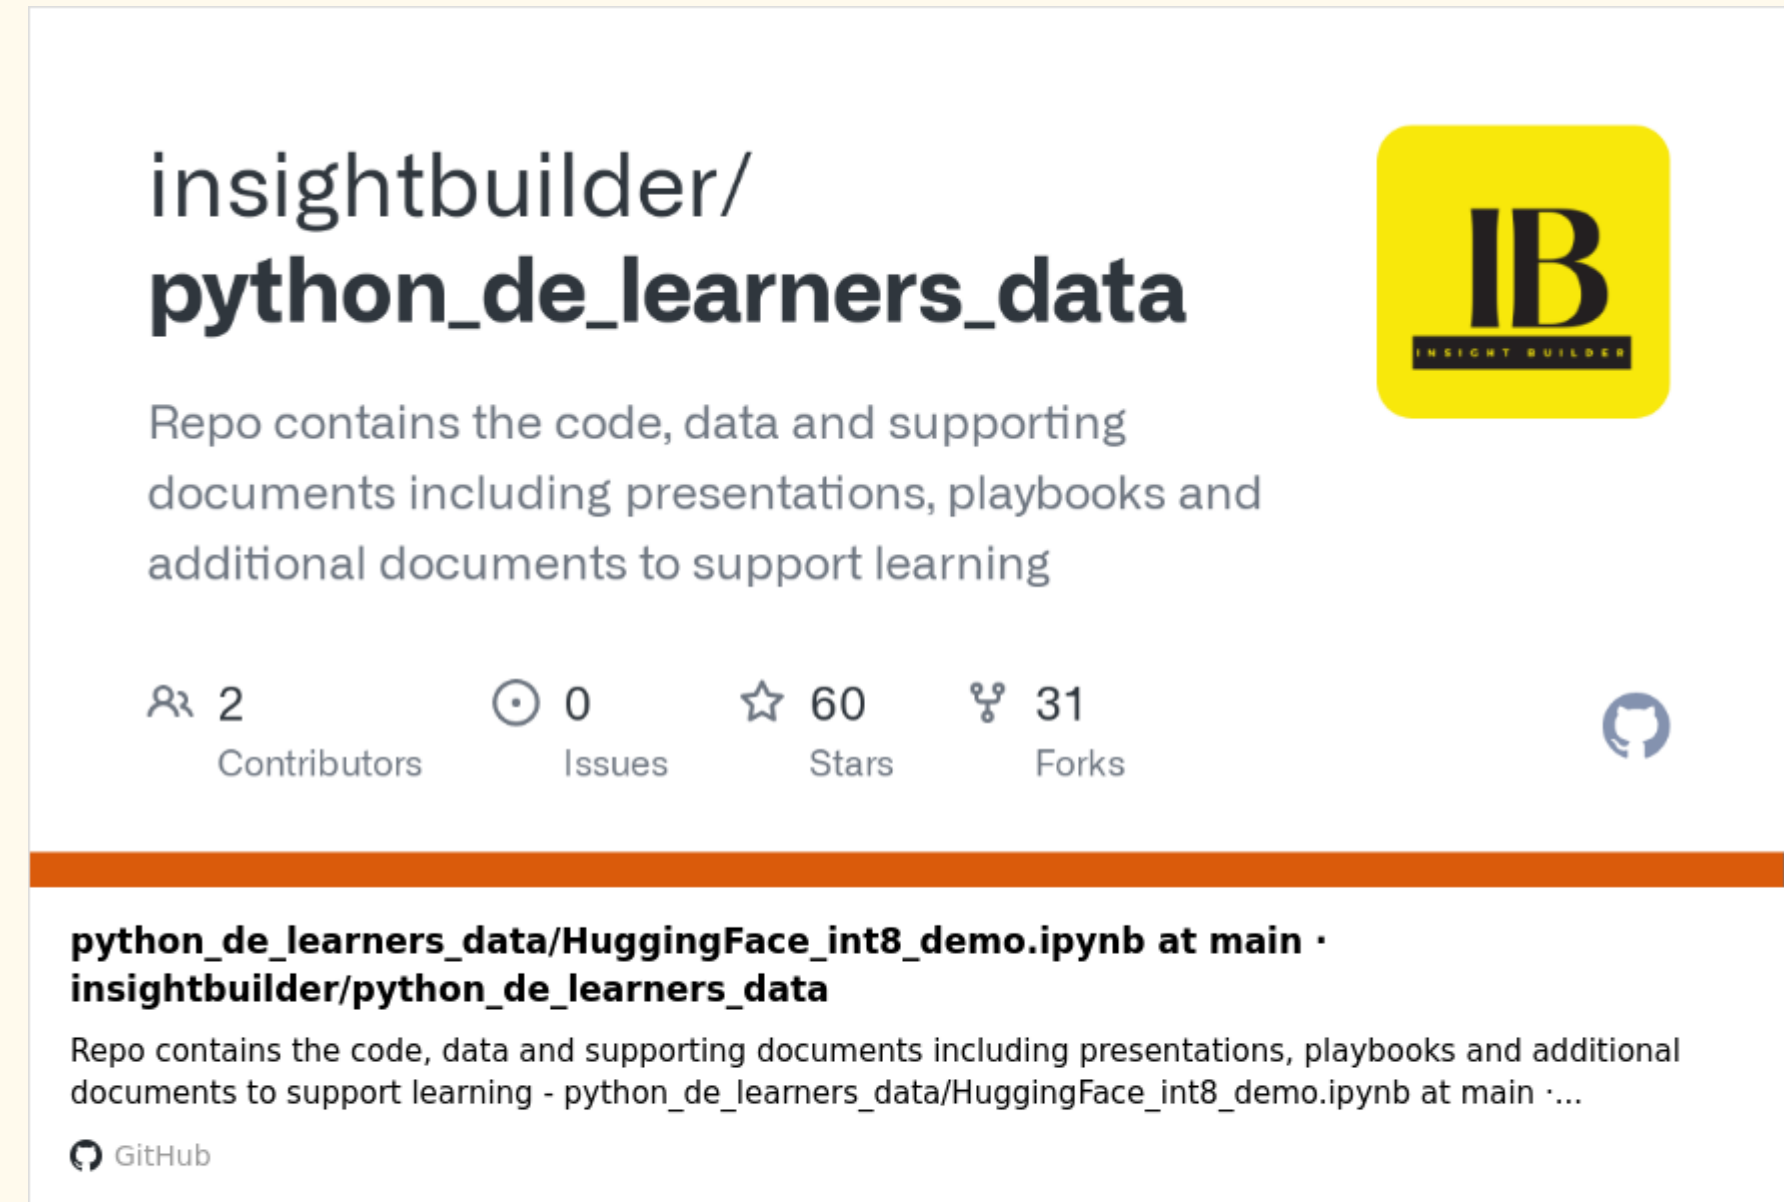 insightbuilder/
python_de_learners_data
IB
INSIGHT BUILDER
Repo contains the code, data and supporting
documents including presentations, playbooks and
additional documents to support learning
2
Contributors
0
Issues
60
Stars
31
Forks
python_de_learners_data/HuggingFace_int8_demo.ipynb at main ·
insightbuilder/python_de_learners_data
Repo contains the code, data and supporting documents including presentations, playbooks and additional
documents to support learning - python_de_learners_data/HuggingFace_int8_demo.ipynb at main ·...
GitHub